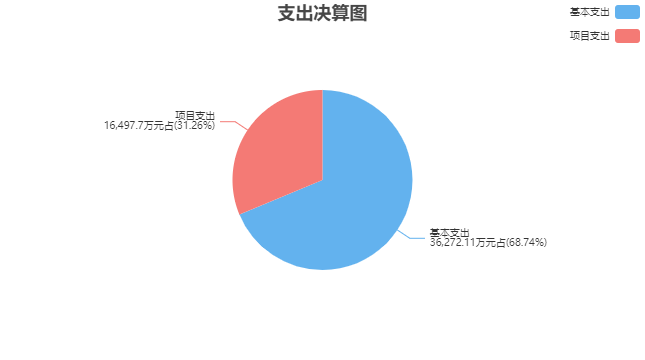 支出决算图
基本支出
项目支出
项目支出
16,497.7万元占(31.26%)
基本支出
36,272.11万元占(68.74%)